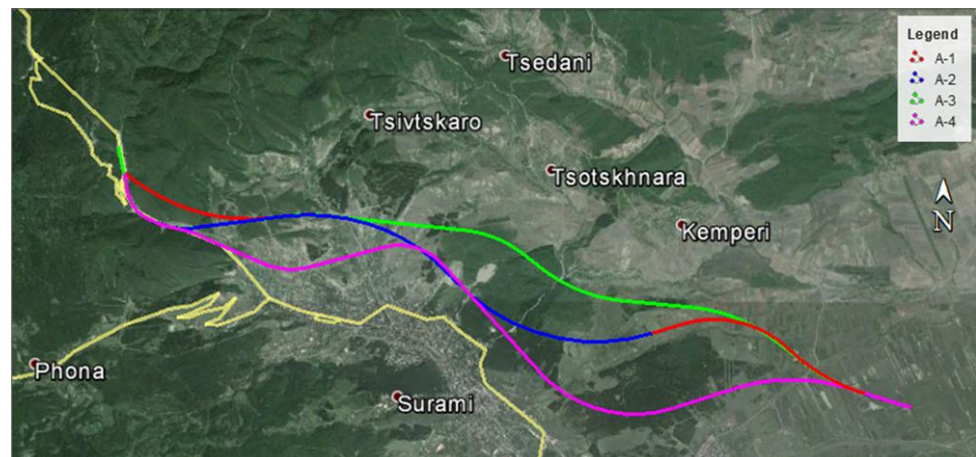 Legend
A-1
A-2
A-3
A-4
Tsedani
Tsivtskaro
Tsotskhnara
Kemperi
N
Phona
Surami